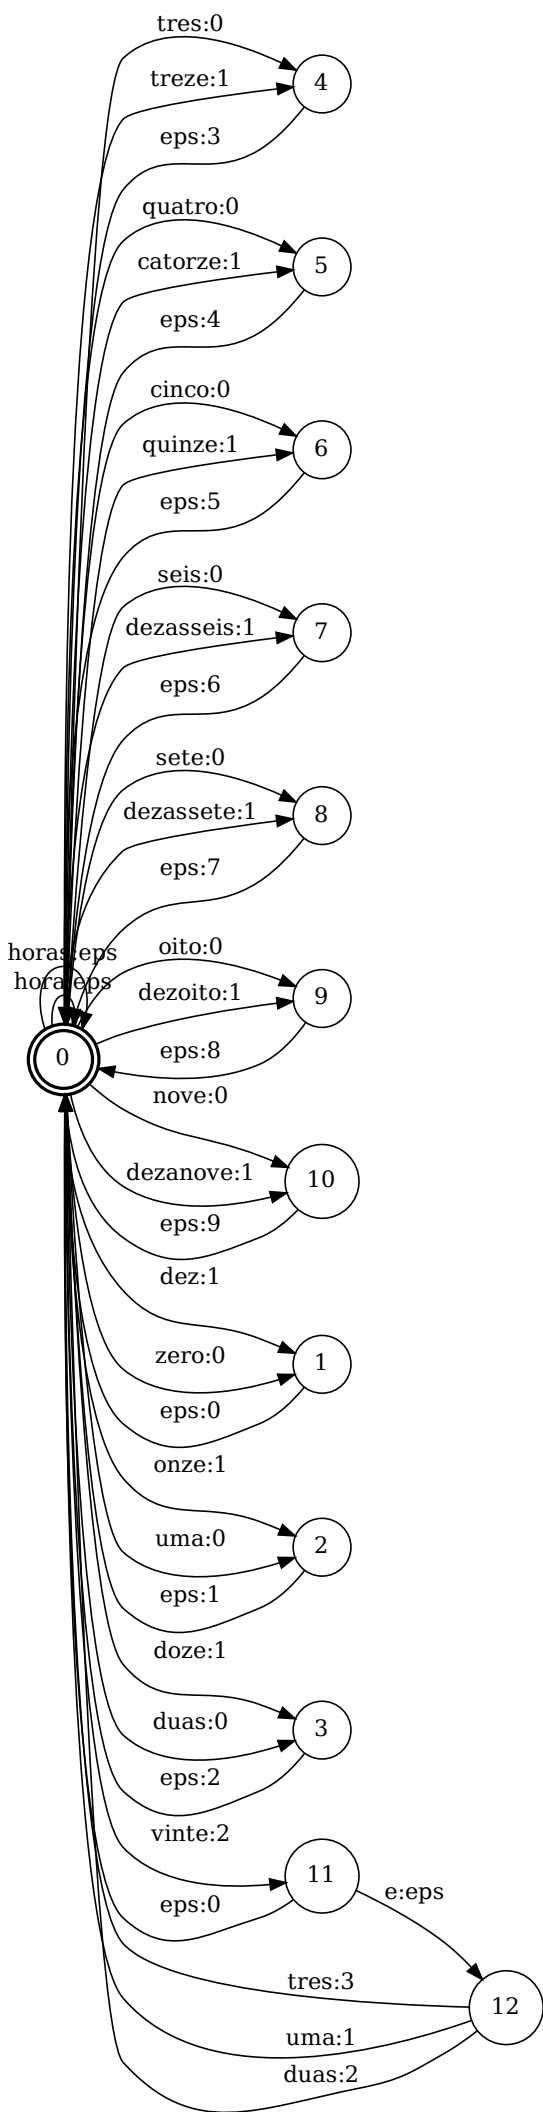 tres:0
4
treze:1
eps:3
quatro:0
5
catorze:1
eps:4
cinco:0
6
quinze:1
eps:5
seis:0
7
dezasseis:1
eps:6
sete:0
8
dezassete:1
eps:7
horas:eps
oito:0
hora:eps
dezoito:1
9
0
eps:8
nove:0
dezanove:1
10
eps:9
dez:1
zero:0
1
eps:0
onze:1
uma:0
2
eps:1
doze:1
duas:0
3
eps:2
vinte:2
11
eps:0
e:eps
tres:3
12
uma:1
duas:2